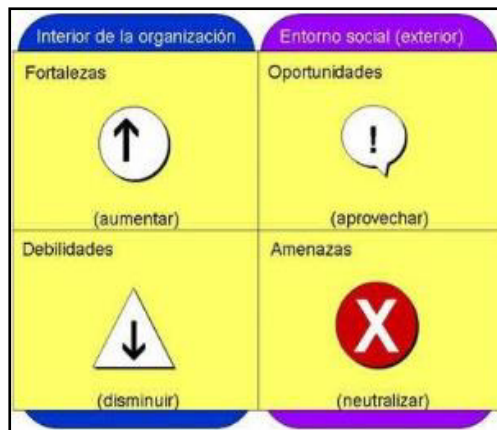 Interior de la organización
Entorno social (exterior)
Fortalezas
Oportunidades
!
(aumentar)
(aprovechar)
Debilidades
Amenazas
X
(disminuir)
(neutralizar)